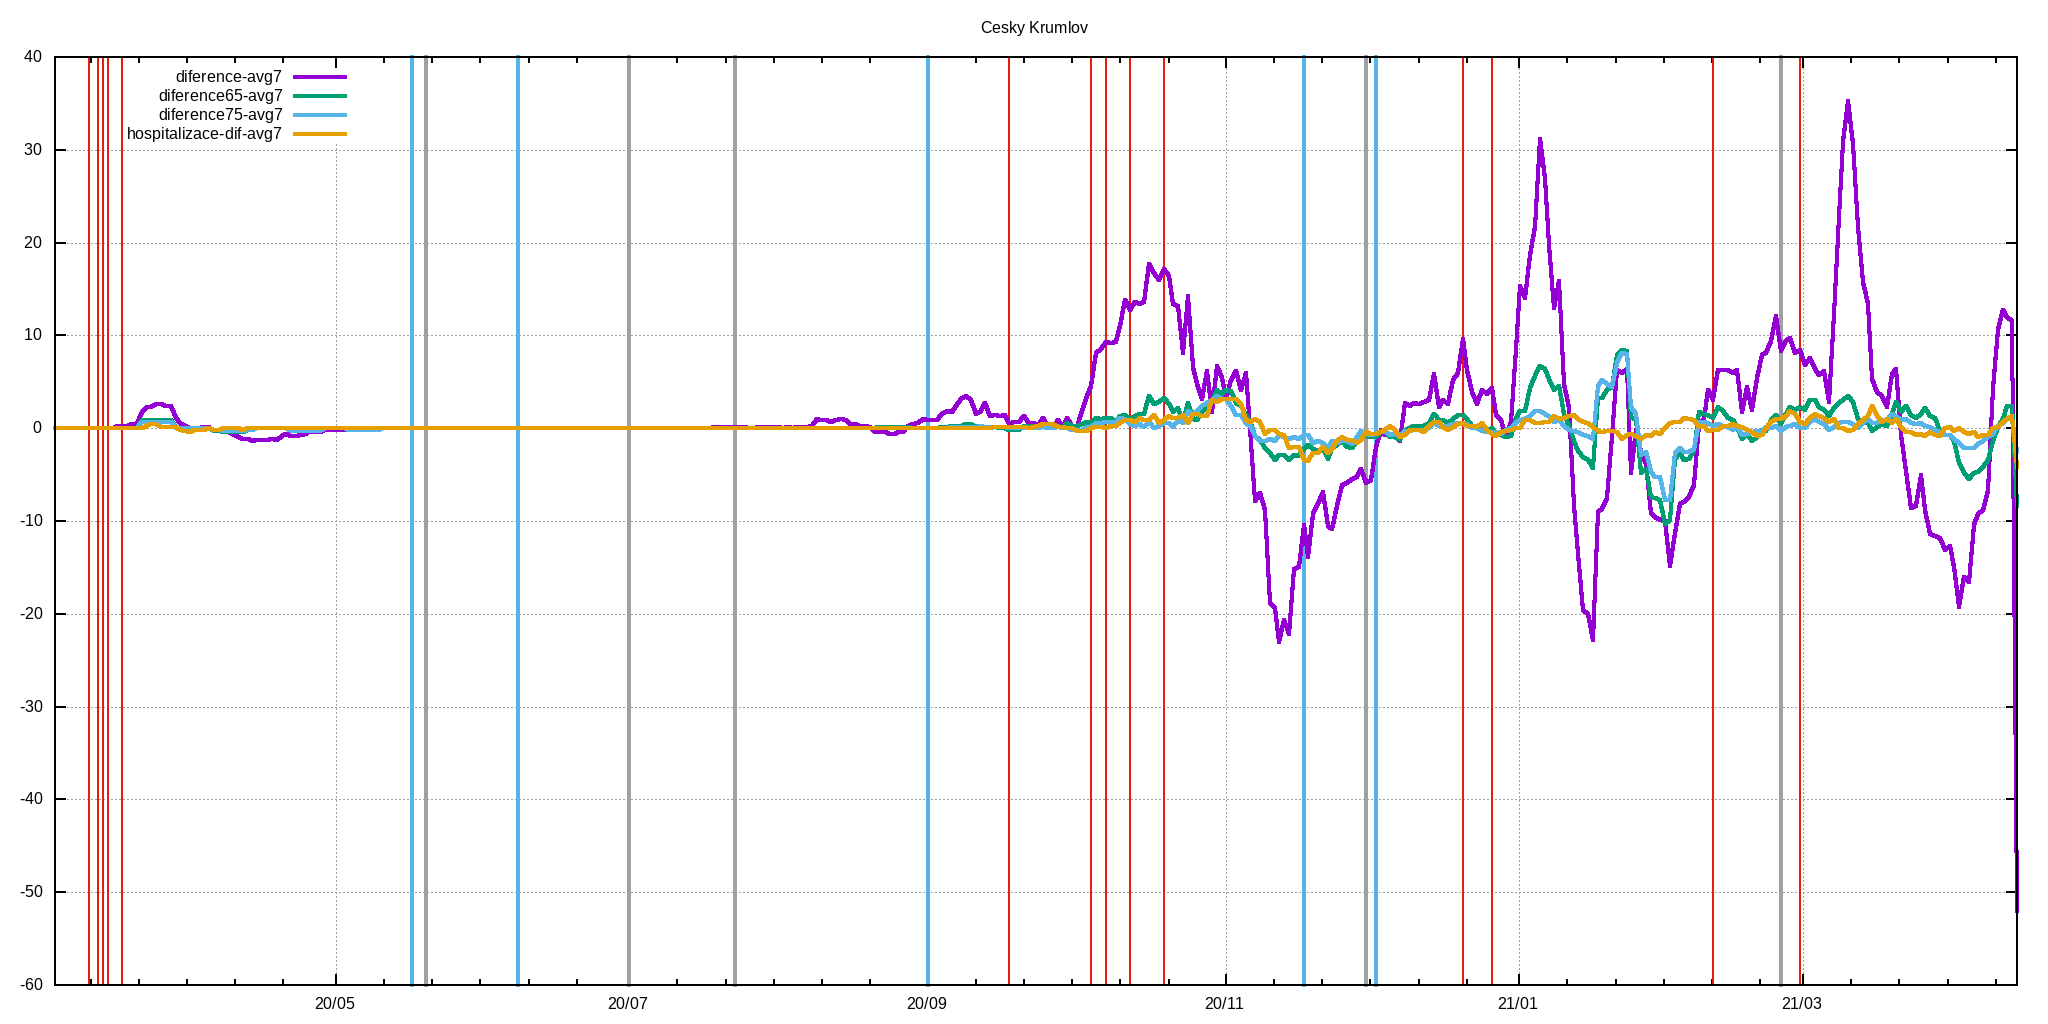 Cesky Krumlov
diference-avg7
diference65-avg7
diference75-avg7
hospitalizace-dif-avg7
40
30
20
10
0
-10
-20
-30
-40
-50
-60
20/05 20/07 20/09 20/11 21/01 21/03